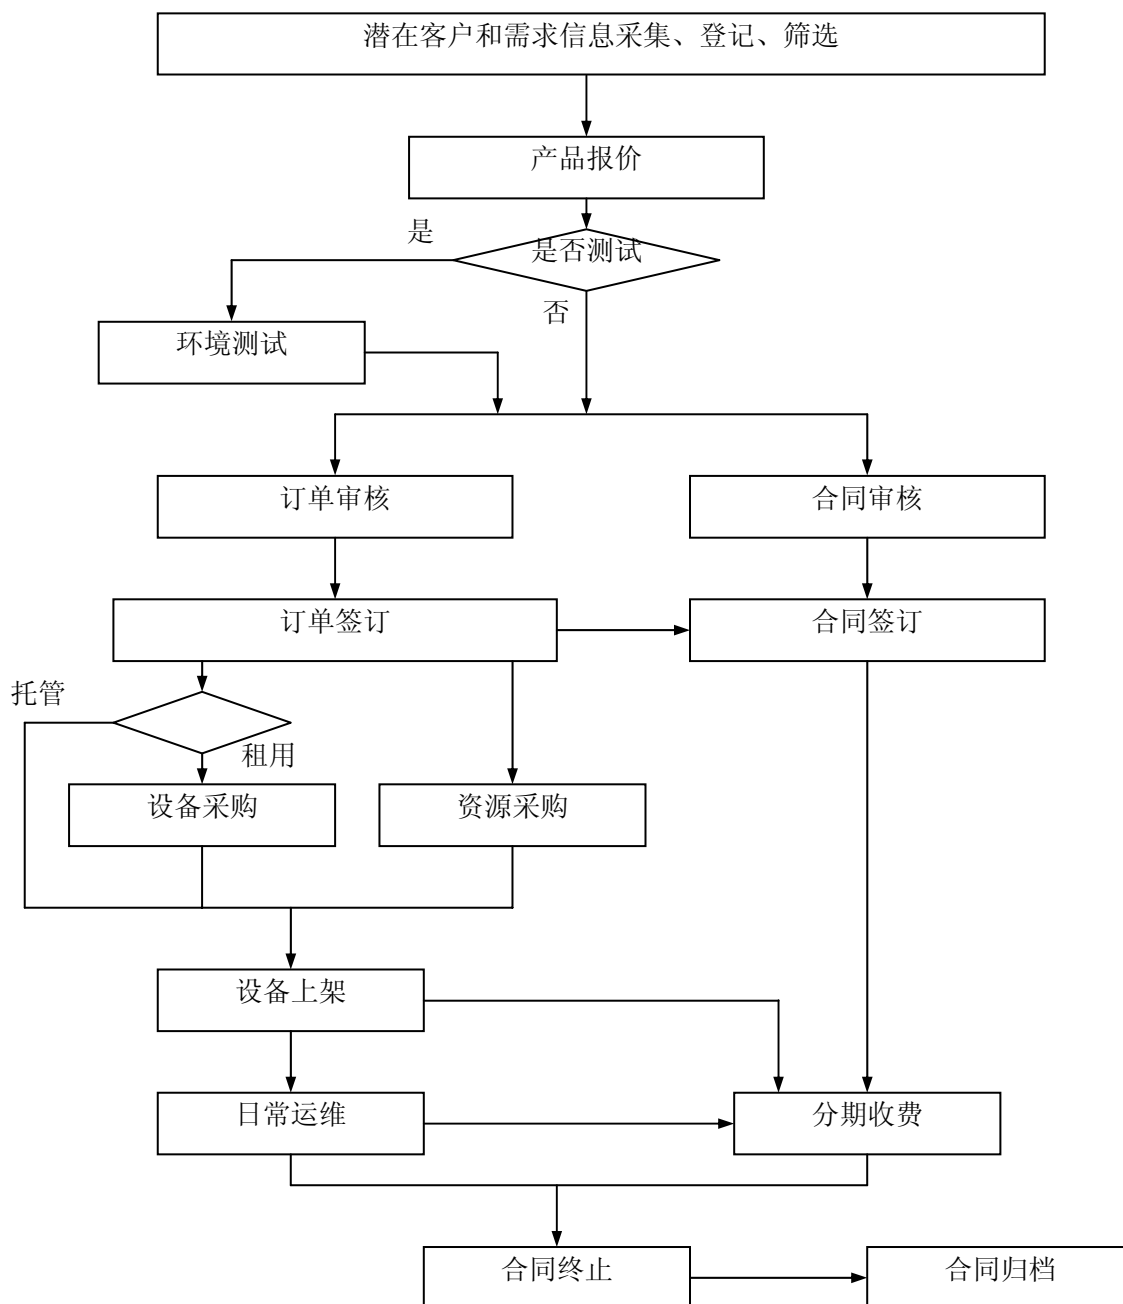 潜在客户和需求信息采集、登记、筛选
产品报价
是
是否测试
否
环境测试
订单审核
合同审核
订单签订
合同签订
托管
租用
设备采购
资源采购
设备上架
日常运维
分期收费
合同终止
合同归档